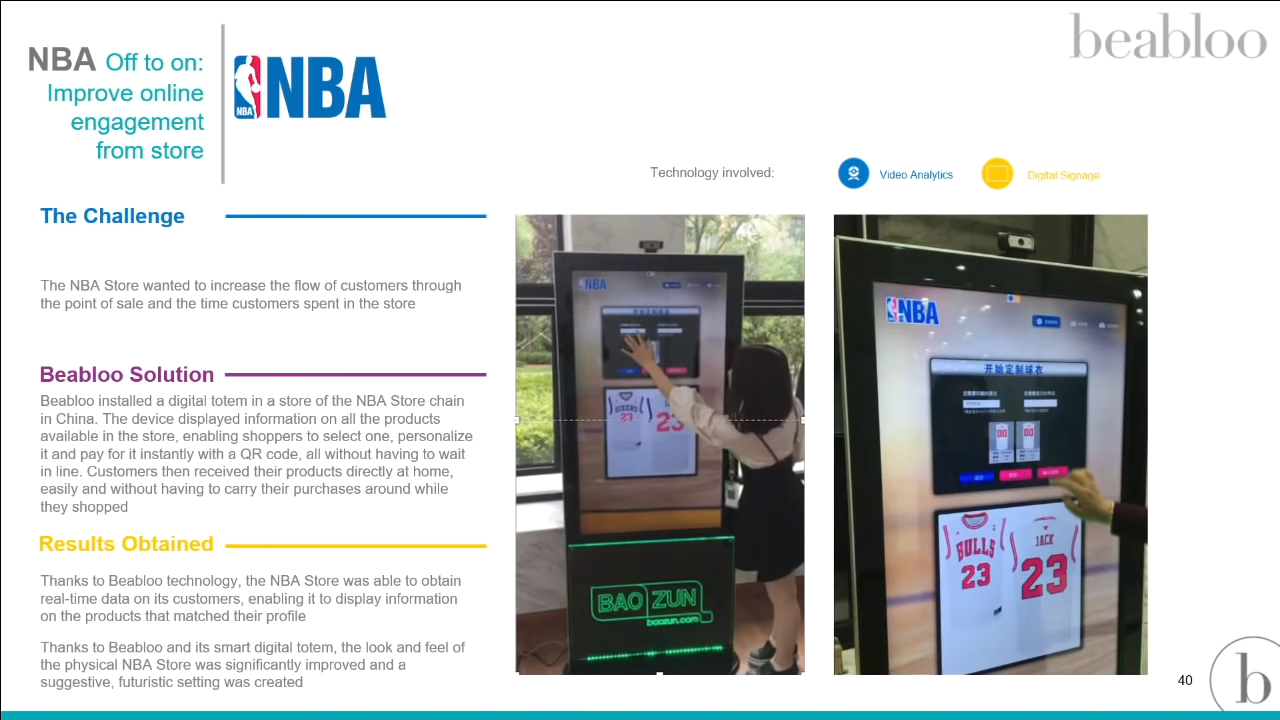 beabloo
NBA Off to on:
Improve online
engagement
from store
NBA
NBA
Technology involved:
Video Analytics
Digital Signage
The Challenge
The NBA Store wanted to increase the flow of customers through
the point of sale and the time customers spent in the store
Beabloo Solution
Beabloo installed a digital totem in a store of the NBA Store chain
in China. The device displayed information on all the products
available in the store, enabling shoppers to select one, personalize
it and pay for it instantly with a QR code, all without having to wait
in line. Customers then received their products directly at home,
easily and without having to carry their purchases around while
they shopped
Results Obtained
Thanks to Beabloo technology, the NBA Store was able to obtain
real-time data on its customers, enabling it to display information
on the products that matched their profile
Thanks to Beabloo and its smart digital totem, the look and feel of
the physical NBA Store was significantly improved and a
suggestive, futuristic setting was created
NBA
23
23
BAO ZUN
baozun.com
NBA
开始定制球衣
BULLS
23
JACK
23
40
b